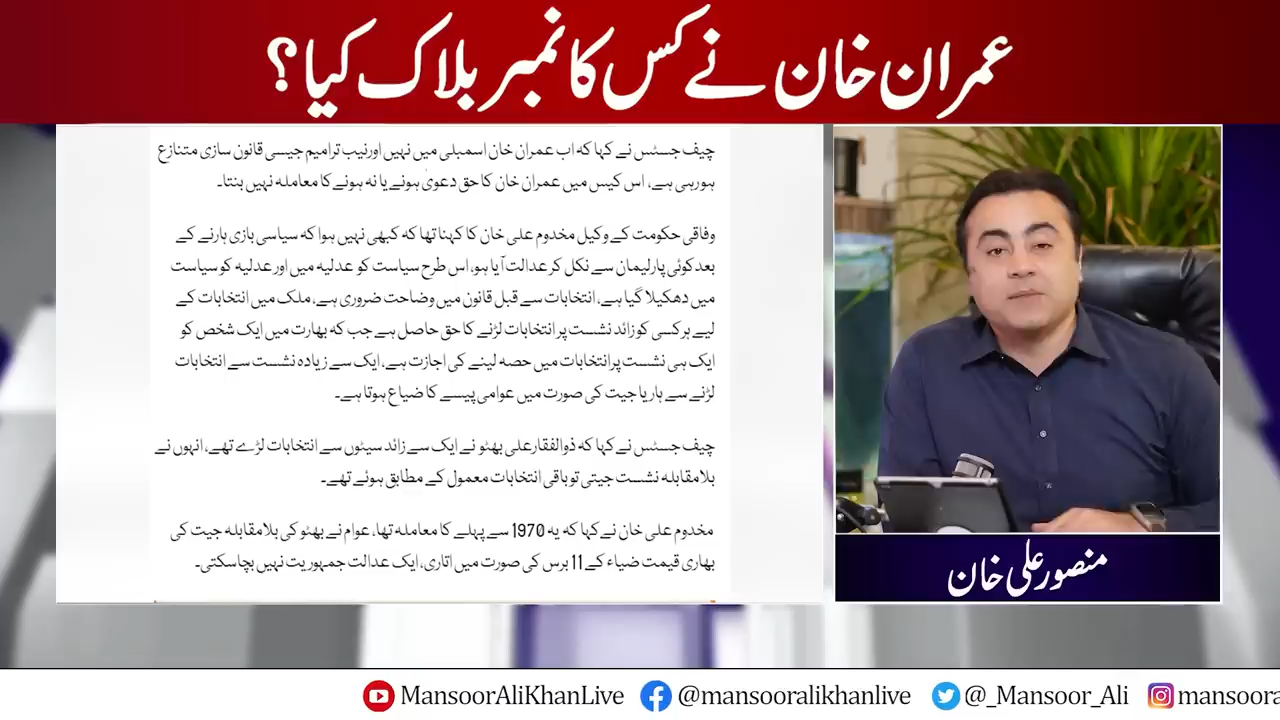 عمران خان نے کس کا نمبر بلاک کیا؟
چیف جسٹس نے کہا کہ اب عمران خان اسمبلی میں نہیں اور نیب ترامیم جیسی قانون سازی متنازع
ہو رہی ہے، اس کیس میں عمران خان کا حق دعویٰ ہونے یا نہ ہونے کا معاملہ نہیں بنتا۔
وفاقی حکومت کے وکیل مخدوم علی خان کا کہنا تھا کہ کبھی نہیں ہوا کہ سیاسی بازی ہارنے کے
بعد کوئی پارلیمان سے نکل کر عدالت آیا ہو، اس طرح سیاست کو عدلیہ میں اور عدلیہ کو سیاست
میں دھکیلا گیا ہے، انتخابات سے قبل قانون میں وضاحت ضروری ہے، ملک میں انتخابات کے
لیے ہر کسی کو زائد نشست پر انتخابات لڑنے کا حق حاصل ہے جب کہ بھارت میں ایک شخص کو
ایک ہی نشست پر انتخابات میں حصہ لینے کی اجازت ہے، ایک سے زیادہ نشست سے انتخابات
لڑنے سے ہار یا جیت کی صورت میں عوامی پیسے کا ضیاع ہوتا ہے۔
چیف جسٹس نے کہا کہ ذوالفقار علی بھٹو نے ایک سے زائد سیٹوں سے انتخابات لڑے تھے، انہوں نے
بلامقابلہ نشست جیتی تو باقی انتخابات معمول کے مطابق ہوئے تھے۔
مخدوم علی خان نے کہا کہ یہ 1970 سے پہلے کا معاملہ تھا، عوام نے بھٹو کی بلا مقابلہ جیت کی
بھاری قیمت ضیاء کے 11 برس کی صورت میں اتاری، ایک عدالت جمہوریت نہیں بچاسکتی۔
منصور علی خان
MansoorAliKhanLive @mansooralikhanlive @_Mansoor_Ali mansoora